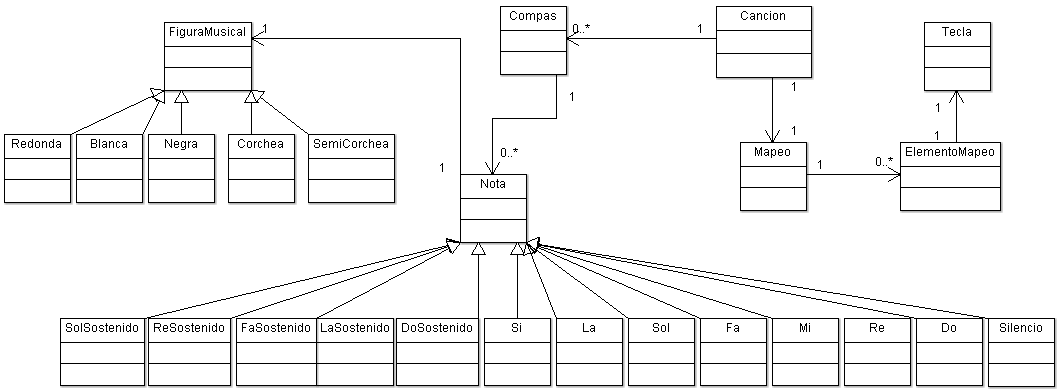 FiguraMusical
1
Compas
0..*
1
Cancion
Tecla
1
1
1
1
Redonda
Blanca
Negra
Corchea
SemiCorchea
1
0..*
Mapeo
1
0..*
1
ElementoMapeo
Nota
SolSostenido
ReSostenido
FaSostenido
LaSostenido
DoSostenido
Si
La
Sol
Fa
Mi
Re
Do
Silencio